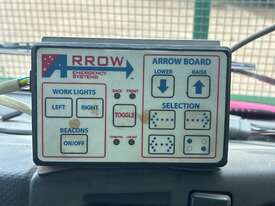 ARROW
EMERGENCY
SYSTEMS
WORK LIGHTS
LEFT
RIGHT
BEACONS
ON/OFF
BACK
FRONT
TOGGLE
ARROW BOARD
LOWER
RAISE
SELECTION